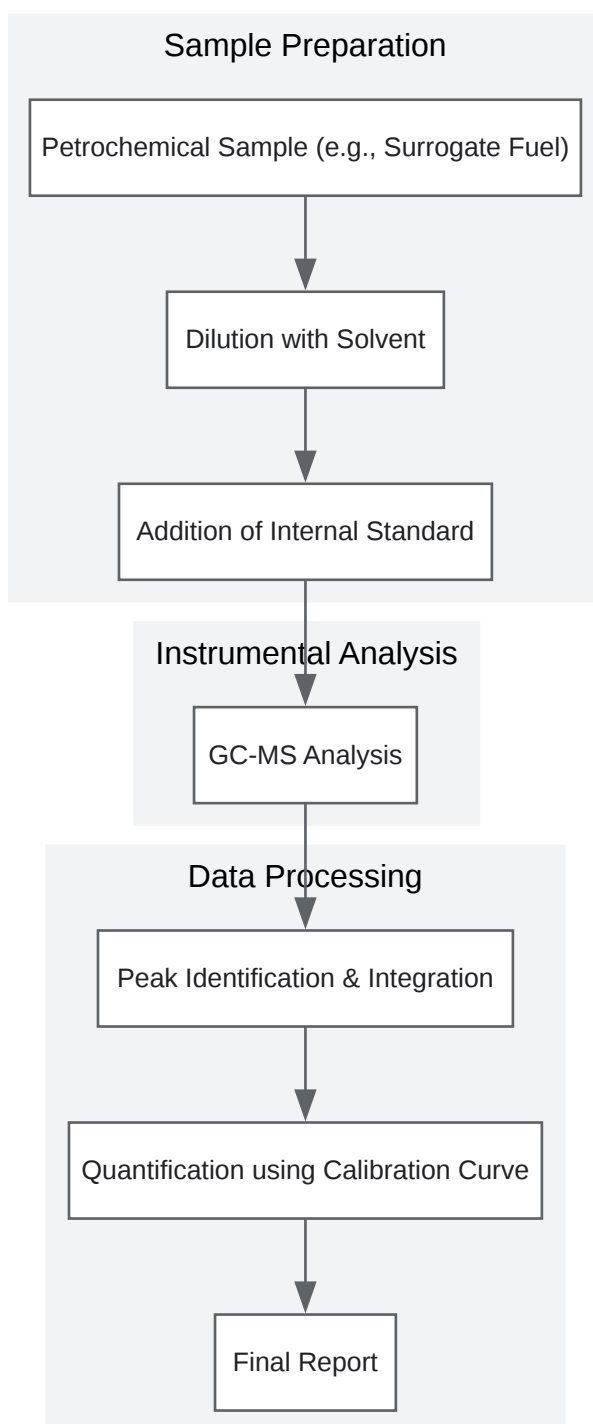 Sample Preparation
Petrochemical Sample (e.g., Surrogate Fuel)
Dilution with Solvent
Addition of Internal Standard
Instrumental Analysis
GC-MS Analysis
Data Processing
Peak Identification & Integration
Quantification using Calibration Curve
Final Report